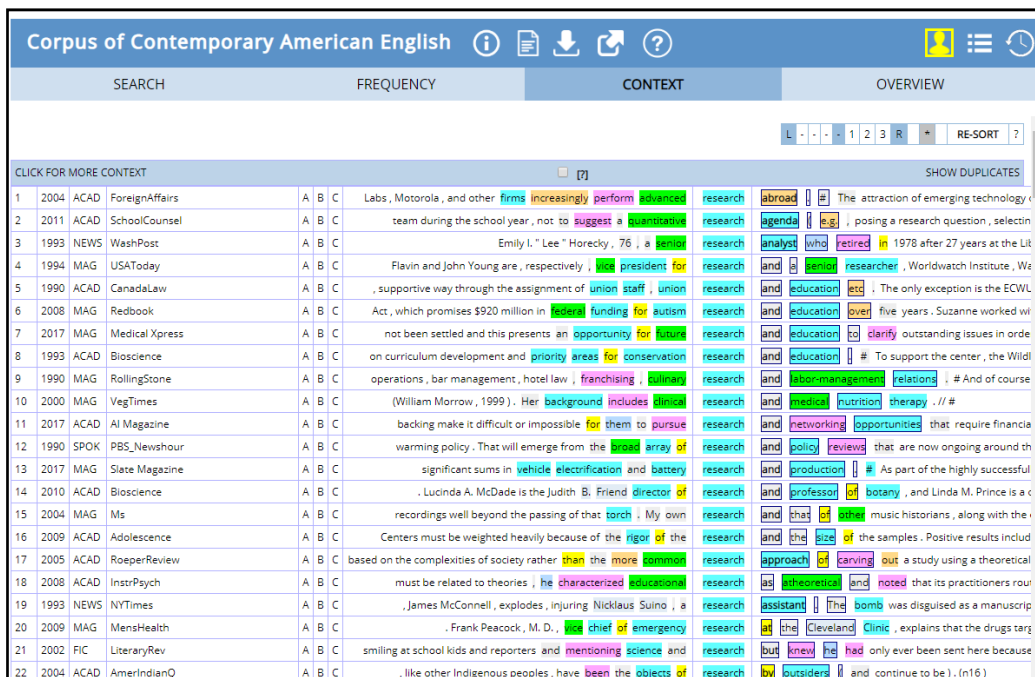 Corpus of Contemporary American English
SEARCH FREQUENCY CONTEXT OVERVIEW
L - - - - 1 2 3 R * RE-SORT ?
CLICK FOR MORE CONTEXT [?] SHOW DUPLICATES
1 2004 ACAD ForeignAffairs A B C Labs , Motorola , and other firms increasingly perform advanced research abroad . # The attraction of emerging technology
2 2011 ACAD SchoolCounsel A B C team during the school year , not to suggest a quantitative research agenda ( e.g. , posing a research question , selectin
3 1993 NEWS WashPost A B C Emily I. " Lee " Horecky , 76 , a senior research analyst who retired in 1978 after 27 years at the Lib
4 1994 MAG USAToday A B C Flavin and John Young are , respectively , vice president for research and a senior researcher , Worldwatch Institute , Wa
5 1990 ACAD CanadaLaw A B C , supportive way through the assignment of union staff , union research and education etc . The only exception is the ECWU
6 2008 MAG Redbook A B C Act , which promises $920 million in federal funding for autism research and education over five years . Suzanne worked wi
7 2017 MAG Medical Xpress A B C not been settled and this presents an opportunity for future research and education to clarify outstanding issues in orde
8 1993 ACAD Bioscience A B C on curriculum development and priority areas for conservation research and education . # To support the center , the Wildl
9 1990 MAG RollingStone A B C operations , bar management , hotel law , franchising , culinary research and labor-management relations . # And of course
10 2000 MAG VegTimes A B C (William Morrow , 1999 ) . Her background includes clinical research and medical nutrition therapy . // #
11 2017 ACAD AI Magazine A B C backing make it difficult or impossible for them to pursue research and networking opportunities that require financia
12 1990 SPOK PBS_Newshour A B C warming policy . That will emerge from the broad array of research and policy reviews that are now ongoing around th
13 2017 MAG Slate Magazine A B C significant sums in vehicle electrification and battery research and production . # As part of the highly successful
14 2010 ACAD Bioscience A B C . Lucinda A. McDade is the Judith B. Friend director of research and professor of botany , and Linda M. Prince is a
15 2004 MAG Ms A B C recordings well beyond the passing of that torch . My own research and that of other music historians , along with the
16 2009 ACAD Adolescence A B C Centers must be weighted heavily because of the rigor of the research and the size of the samples . Positive results includ
17 2005 ACAD RoeperReview A B C based on the complexities of society rather than the more common research approach of carving out a study using a theoretical
18 2008 ACAD InstrPsych A B C must be related to theories , he characterized educational research as atheoretical and noted that its practitioners rou
19 1993 NEWS NYTimes A B C , James McConnell , explodes , injuring Nicklaus Suino , a research assistant . The bomb was disguised as a manuscrip
20 2009 MAG MensHealth A B C . Frank Peacock , M. D. , vice chief of emergency research at the Cleveland Clinic , explains that the drugs targ
21 2002 FIC LiteraryRev A B C smiling at school kids and reporters and mentioning science and research but knew he had only ever been sent here because
22 2004 ACAD AmerIndianQ A B C , like other Indigenous peoples , have been the objects of research by outsiders ( and continue to be ) . (n16 )